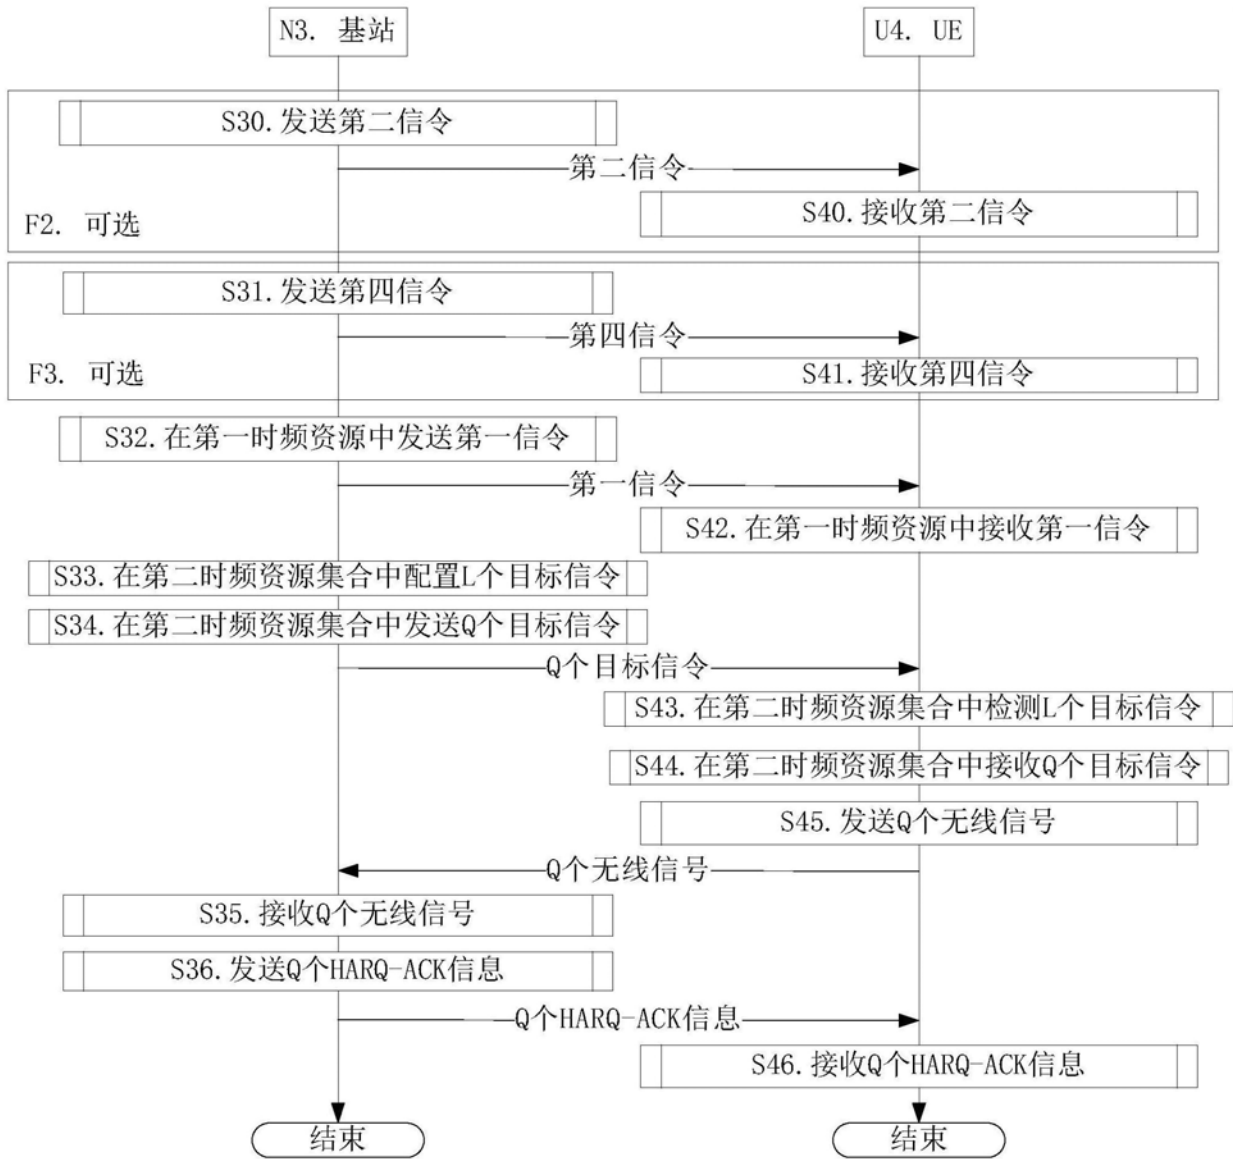 N3. 基站
U4. UE
S30.发送第二信令
第二信令
S40.接收第二信令
F2. 可选
S31.发送第四信令
第四信令
S41.接收第四信令
F3. 可选
S32.在第一时频资源中发送第一信令
第一信令
S42.在第一时频资源中接收第一信令
S33.在第二时频资源集合中配置L个目标信令
S34.在第二时频资源集合中发送Q个目标信令
Q个目标信令
S43.在第二时频资源集合中检测L个目标信令
S44.在第二时频资源集合中接收Q个目标信令
S45.发送Q个无线信号
Q个无线信号
S35.接收Q个无线信号
S36.发送Q个HARQ-ACK信息
Q个HARQ-ACK信息
S46.接收Q个HARQ-ACK信息
结束
结束